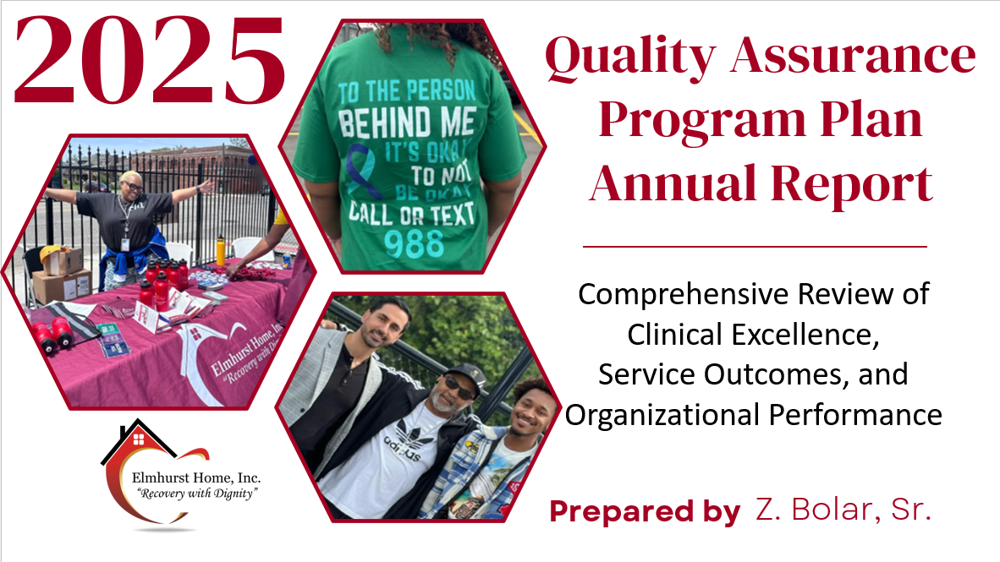 2025
Quality Assurance
Program Plan
Annual Report
TO THE PERSON
BEHIND ME
IT'S OKAY
TO NOT
BE OKAY
CALL OR TEXT
988
Elmhurst Home, Inc
"Recovery with Dig
adidas
Comprehensive Review of
Clinical Excellence,
Service Outcomes, and
Organizational Performance
Elmhurst Home, Inc.
"Recovery with Dignity"
Prepared by Z. Bolar, Sr.